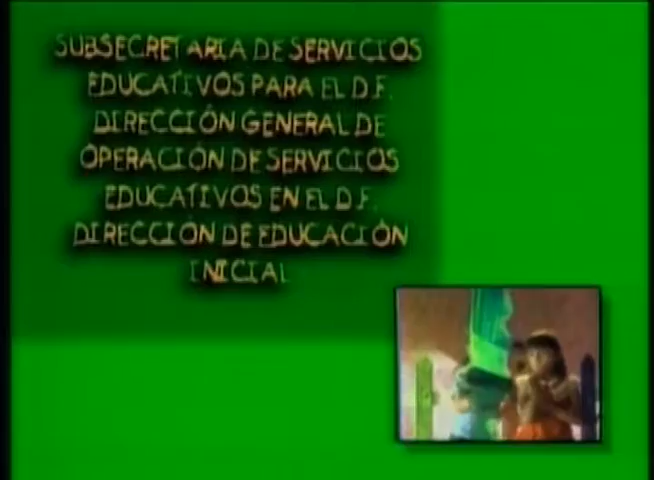 SUBSECRETARIA DE SERVICIOS
EDUCATIVOS PARA EL D.F.
DIRECCIÓN GENERAL DE
OPERACIÓN DE SERVICIOS
EDUCATIVOS EN EL D.F.
DIRECCIÓN DE EDUCACIÓN
INICIAL